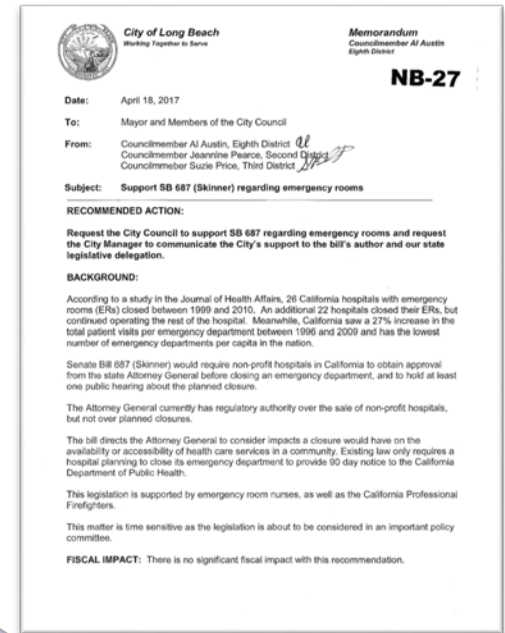 City of Long Beach
Working Together to Serve
Memorandum
Councilmember Al Austin
Eighth District
NB-27
Date: April 18, 2017
To: Mayor and Members of the City Council
From: Councilmember Al Austin, Eighth District
Councilmember Jeannine Pearce, Second District
Councilmember Suzie Price, Third District
Subject: Support SB 687 (Skinner) regarding emergency rooms
RECOMMENDED ACTION:
Request the City Council to support SB 687 regarding emergency rooms and request
the City Manager to communicate the City's support to the bill's author and our state
legislative delegation.
BACKGROUND:
According to a study in the Journal of Health Affairs, 26 California hospitals with emergency
rooms (ERs) closed between 1999 and 2010. An additional 22 hospitals closed their ERs, but
continued operating the rest of the hospital. Meanwhile, California saw a 27% increase in the
total patient visits per emergency department between 1996 and 2009 and has the lowest
number of emergency departments per capita in the nation.
Senate Bill 687 (Skinner) would require non-profit hospitals in California to obtain approval
from the state Attorney General before closing an emergency department, and to hold at least
one public hearing about the planned closure.
The Attorney General currently has regulatory authority over the sale of non-profit hospitals,
but not over planned closures.
The bill directs the Attorney General to consider impacts a closure would have on the
availability or accessibility of health care services in a community. Existing law only requires a
hospital planning to close its emergency department to provide 90 day notice to the California
Department of Public Health.
This legislation is supported by emergency room nurses, as well as the California Professional
Firefighters.
This matter is time sensitive as the legislation is about to be considered in an important policy
committee.
FISCAL IMPACT: There is no significant fiscal impact with this recommendation.